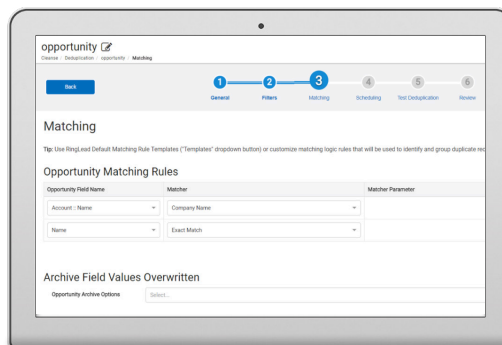 opportunity
Cleanse / Deduplication / opportunity / Matching
Back
1 2 3 4 5 6
General Filters Matching Scheduling Test Deduplication Review
Matching
Tip: Use RingLead Default Matching Rule Templates ("Templates" dropdown button) or customize matching logic rules that will be used to identify and group duplicate rec
Opportunity Matching Rules
Opportunity Field Name Matcher Matcher Parameter
Account :: Name Company Name
Name Exact Match
Archive Field Values Overwritten
Opportunity Archive Options Select...